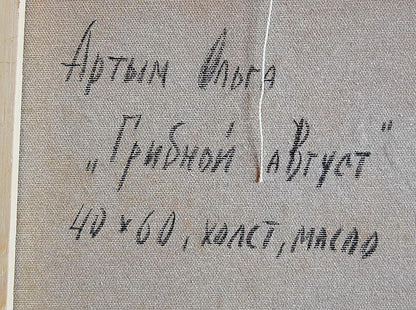 Артым Ольга
„Грибной август"
40×60, холст, масло